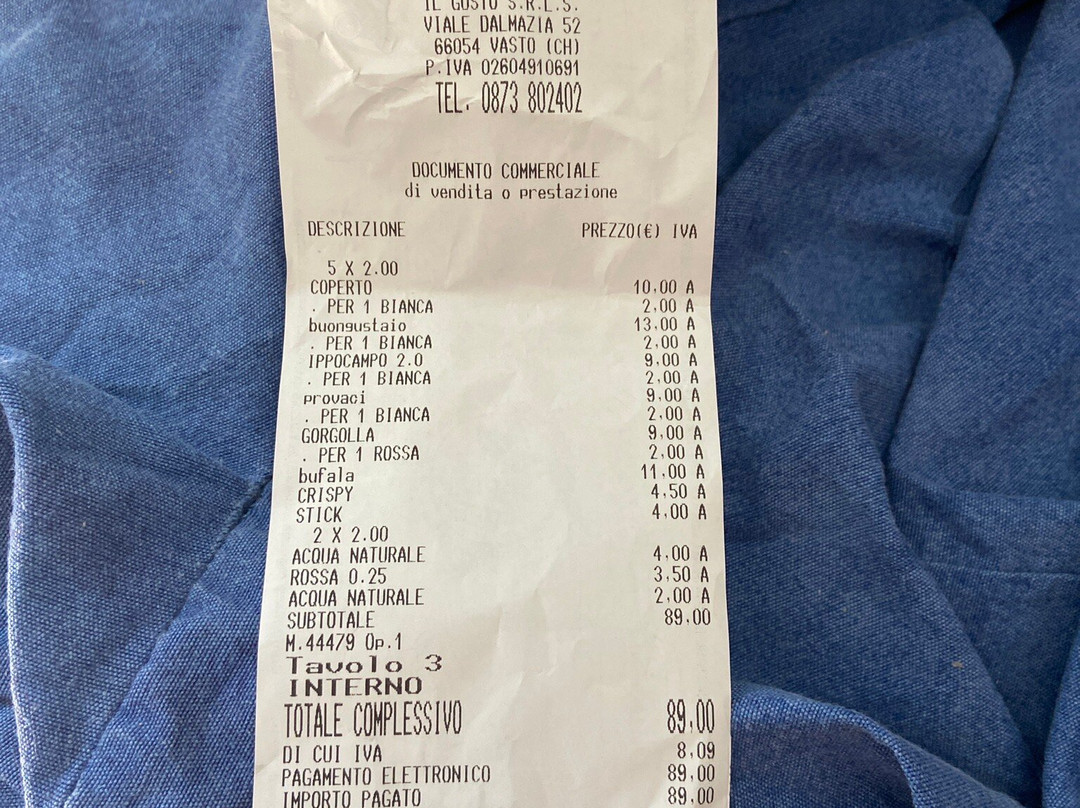 IL GUSTO S.R.L.S.
VIALE DALMAZIA 52
66054 VASTO (CH)
P.IVA 02604910691
TEL. 0873 802402
DOCUMENTO COMMERCIALE
di vendita o prestazione
DESCRIZIONE PREZZO(€) IVA
5 X 2.00
COPERTO 10,00 A
. PER 1 BIANCA 2,00 A
buongustaio 13,00 A
. PER 1 BIANCA 2,00 A
IPPOCAMPO 2.0 9,00 A
. PER 1 BIANCA 2,00 A
provaci 9,00 A
. PER 1 BIANCA 2,00 A
GORGOLLA 9,00 A
. PER 1 ROSSA 2,00 A
bufala 11,00 A
CRISPY 4,50 A
STICK 4,00 A
2 X 2.00
ACQUA NATURALE 4,00 A
ROSSA 0.25 3,50 A
ACQUA NATURALE 2,00 A
SUBTOTALE 89,00
M.44479 Op.1
Tavolo 3
INTERNO
TOTALE COMPLESSIVO 89,00
DI CUI IVA 8,09
PAGAMENTO ELETTRONICO 89,00
IMPORTO PAGATO 89,00